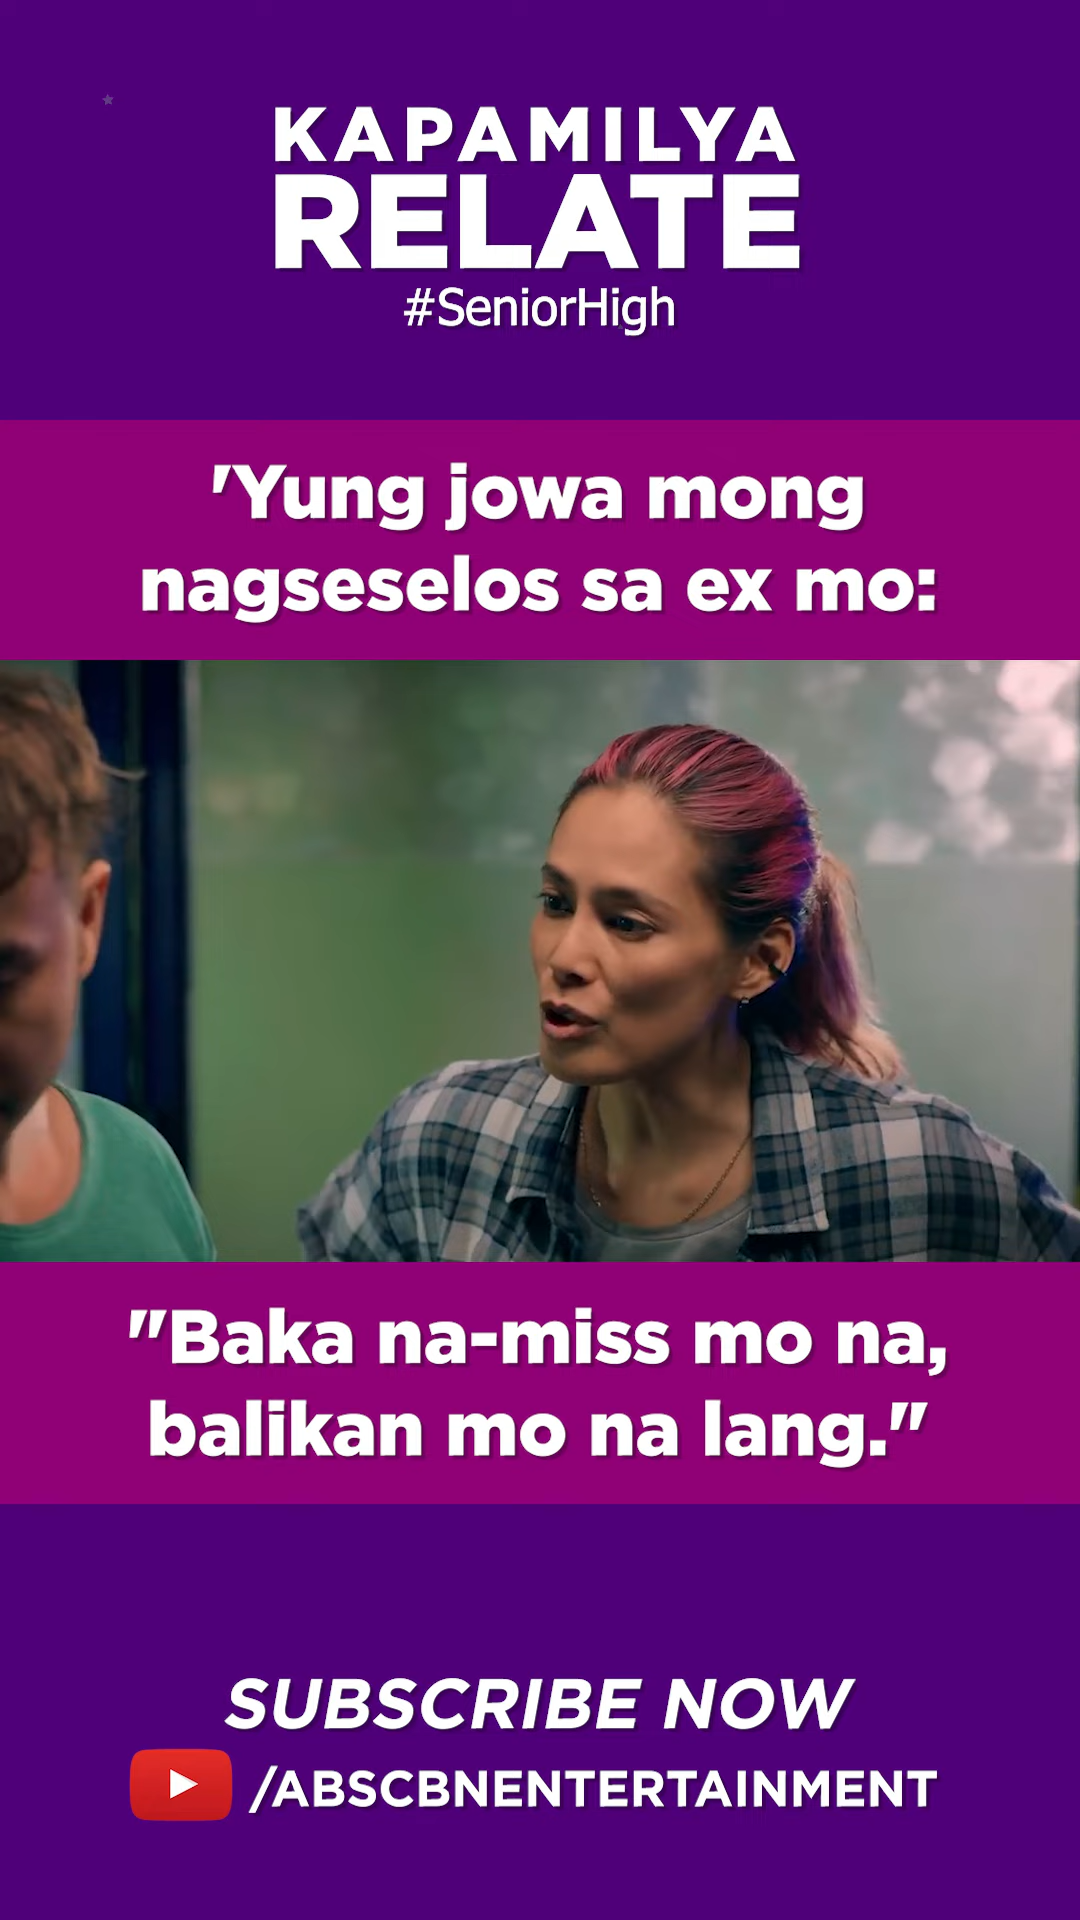 KAPAMILYA
RELATE
#SeniorHigh
'Yung jowa mong
nagseselos sa ex mo:
"Baka na-miss mo na,
balikan mo na lang."
SUBSCRIBE NOW
/ABSCBNENTERTAINMENT